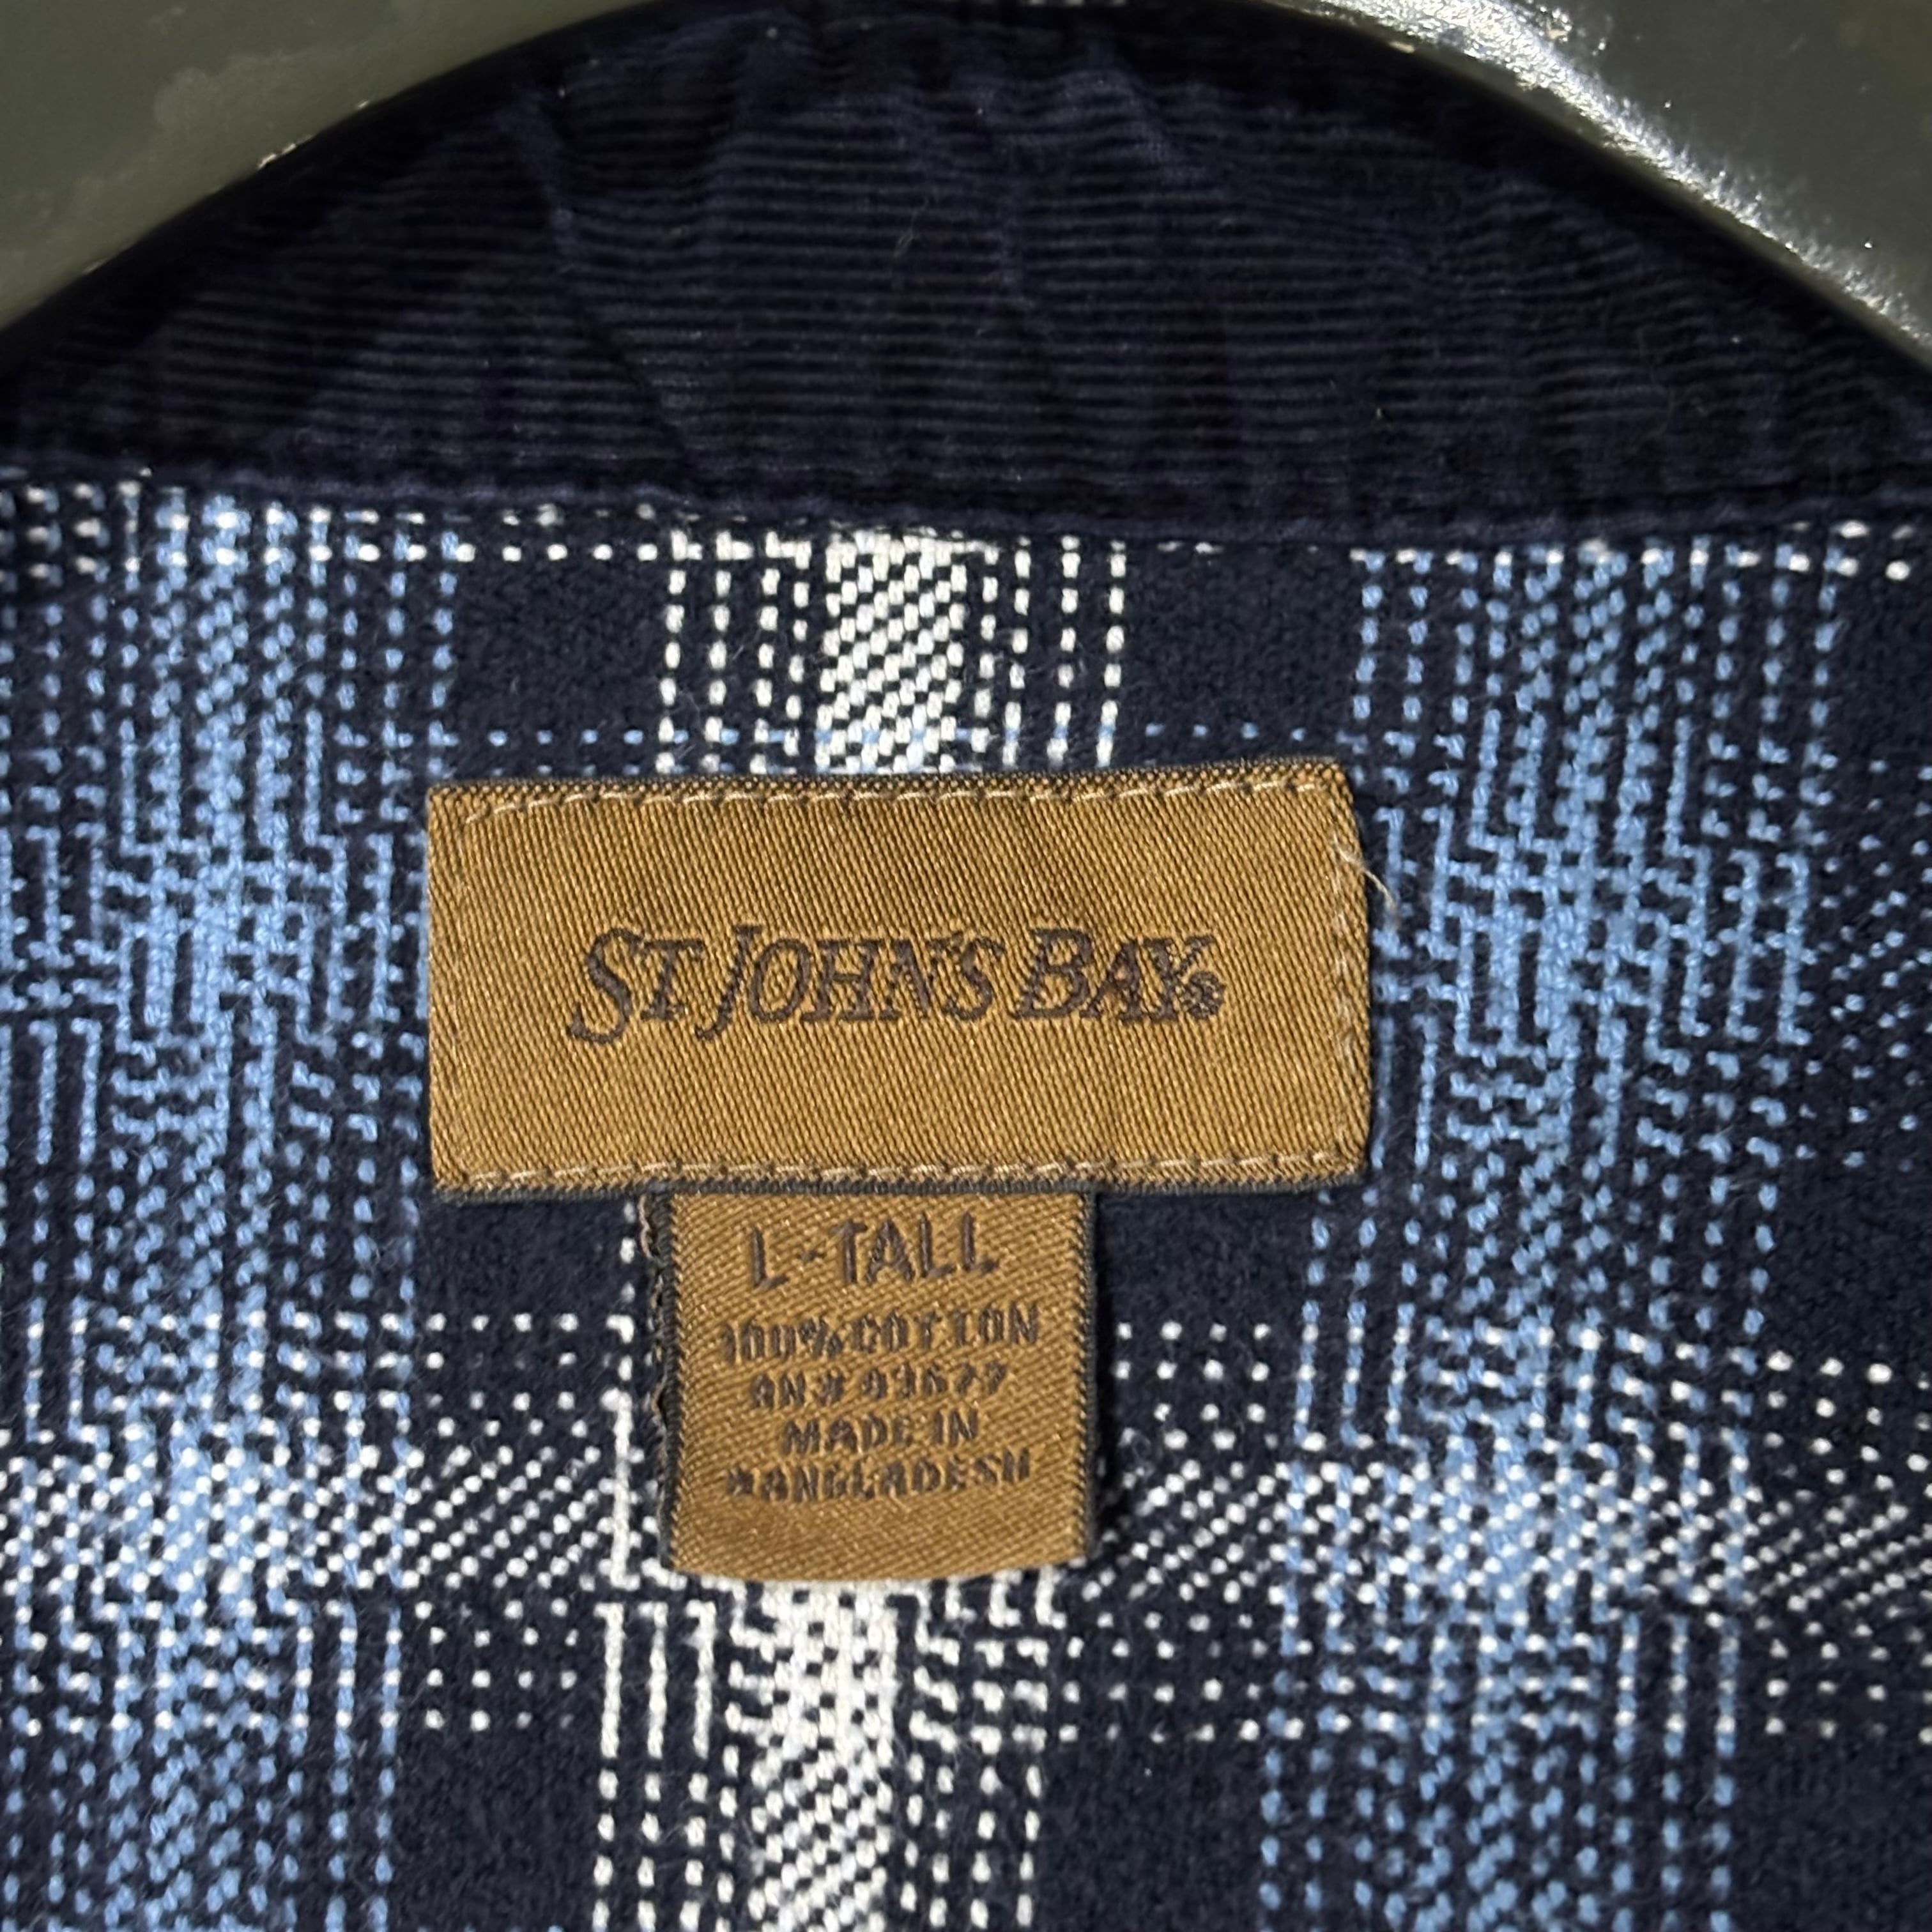 ST. JOHN'S BAY®
L-TALL
100% COTTON
RN# 93677
MADE IN
BANGLADESH